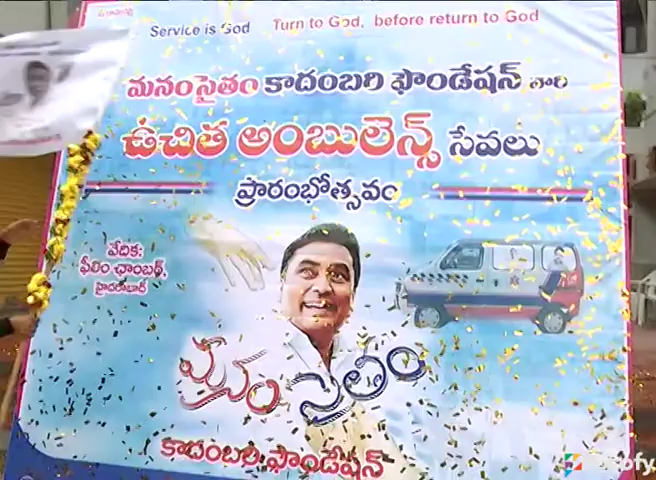 Service is God
Turn to God, before return to God
మనంసైతం కాదంబరి ఫౌండేషన్ వారి
ఉచిత అంబులెన్స్ సేవలు
ప్రారంభోత్సవం
వేదిక:
ఫిలిం ఛాంబర్,
హైదరాబాద్
మనం
సైతం
కాదంబరి ఫౌండేషన్